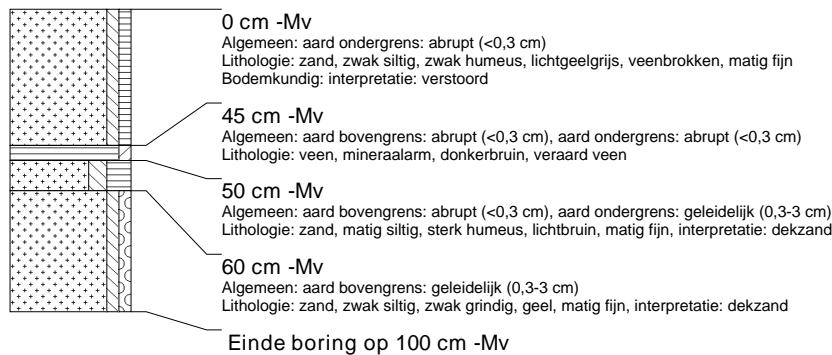 0 cm -Mv
Algemeen: aard ondergrens: abrupt (<0,3 cm)
Lithologie: zand, zwak siltig, zwak humeus, lichtgeelgrijs, veenbrokken, matig fijn
Bodemkundig: interpretatie: verstoord
45 cm -Mv
Algemeen: aard bovengrens: abrupt (<0,3 cm), aard ondergrens: abrupt (<0,3 cm)
Lithologie: veen, mineraalarm, donkerbruin, veraard veen
50 cm -Mv
Algemeen: aard bovengrens: abrupt (<0,3 cm), aard ondergrens: geleidelijk (0,3-3 cm)
Lithologie: zand, matig siltig, sterk humeus, lichtbruin, matig fijn, interpretatie: dekzand
60 cm -Mv
Algemeen: aard bovengrens: geleidelijk (0,3-3 cm)
Lithologie: zand, zwak siltig, zwak grindig, geel, matig fijn, interpretatie: dekzand
Einde boring op 100 cm -Mv